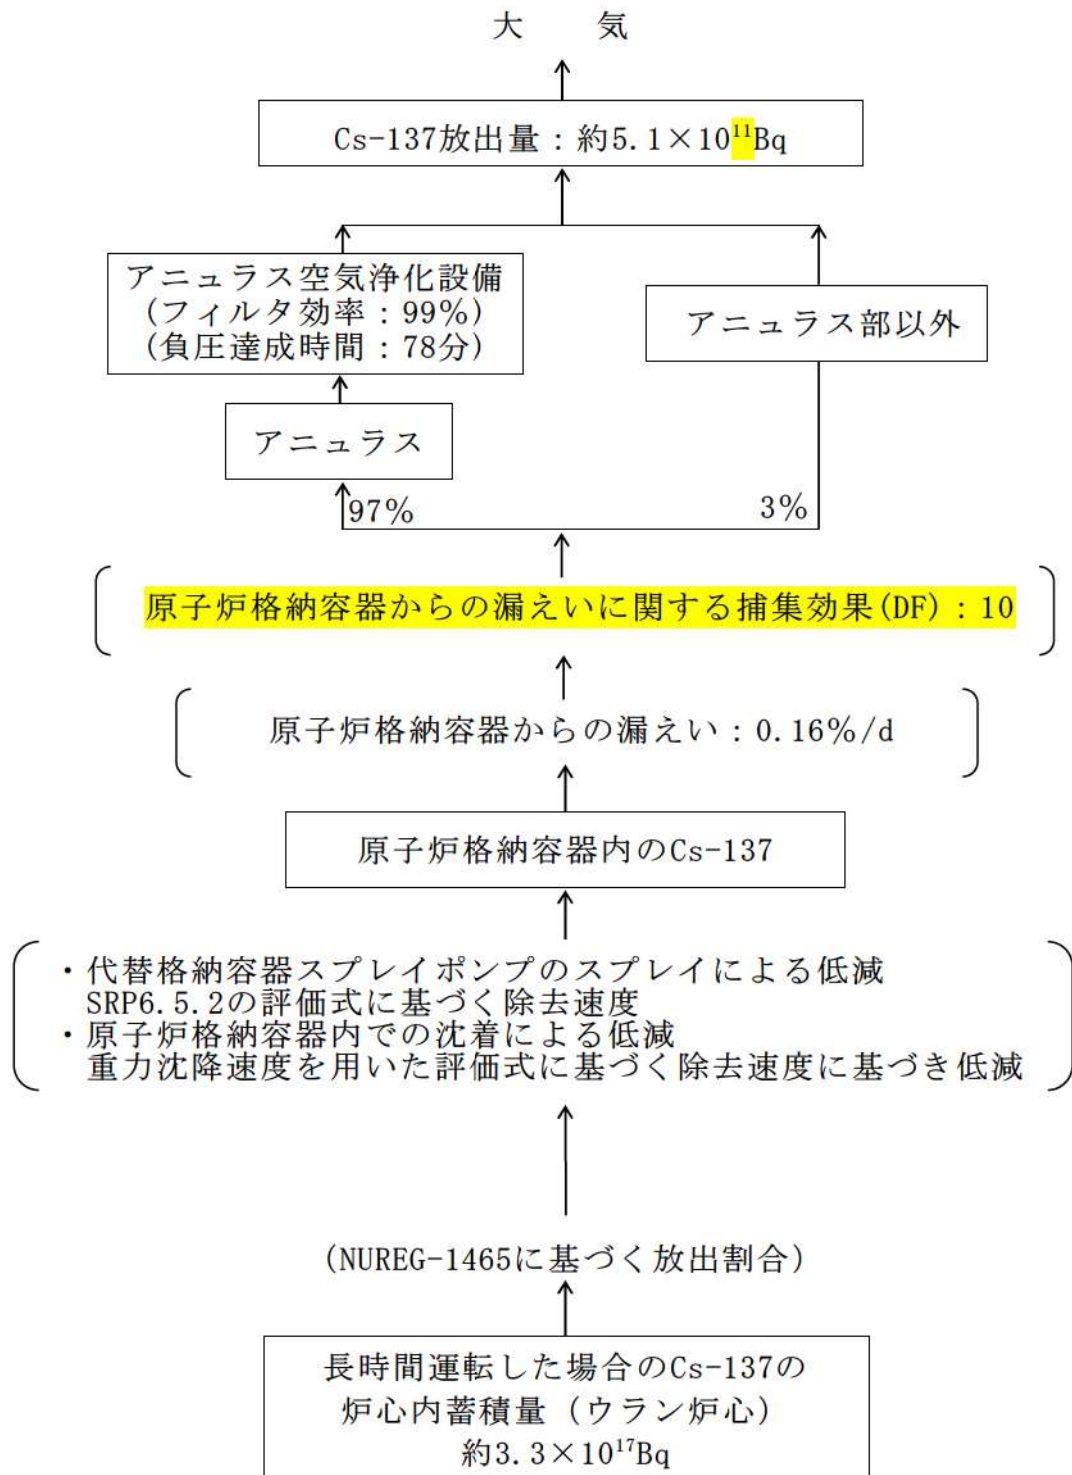 大　気
Cs-137放出量：約5.1×10¹¹Bq
アニュラス空気浄化設備
(フィルタ効率：99%)
(負圧達成時間：78分)
アニュラス部以外
アニュラス
97%
3%
原子炉格納容器からの漏えいに関する捕集効果(DF)：10
原子炉格納容器からの漏えい：0.16%/d
原子炉格納容器内のCs-137
・代替格納容器スプレイポンプのスプレイによる低減
SRP6.5.2の評価式に基づく除去速度
・原子炉格納容器内での沈着による低減
重力沈降速度を用いた評価式に基づく除去速度に基づき低減
(NUREG-1465に基づく放出割合)
長時間運転した場合のCs-137の
炉心内蓄積量（ウラン炉心）
約3.3×10¹⁷Bq